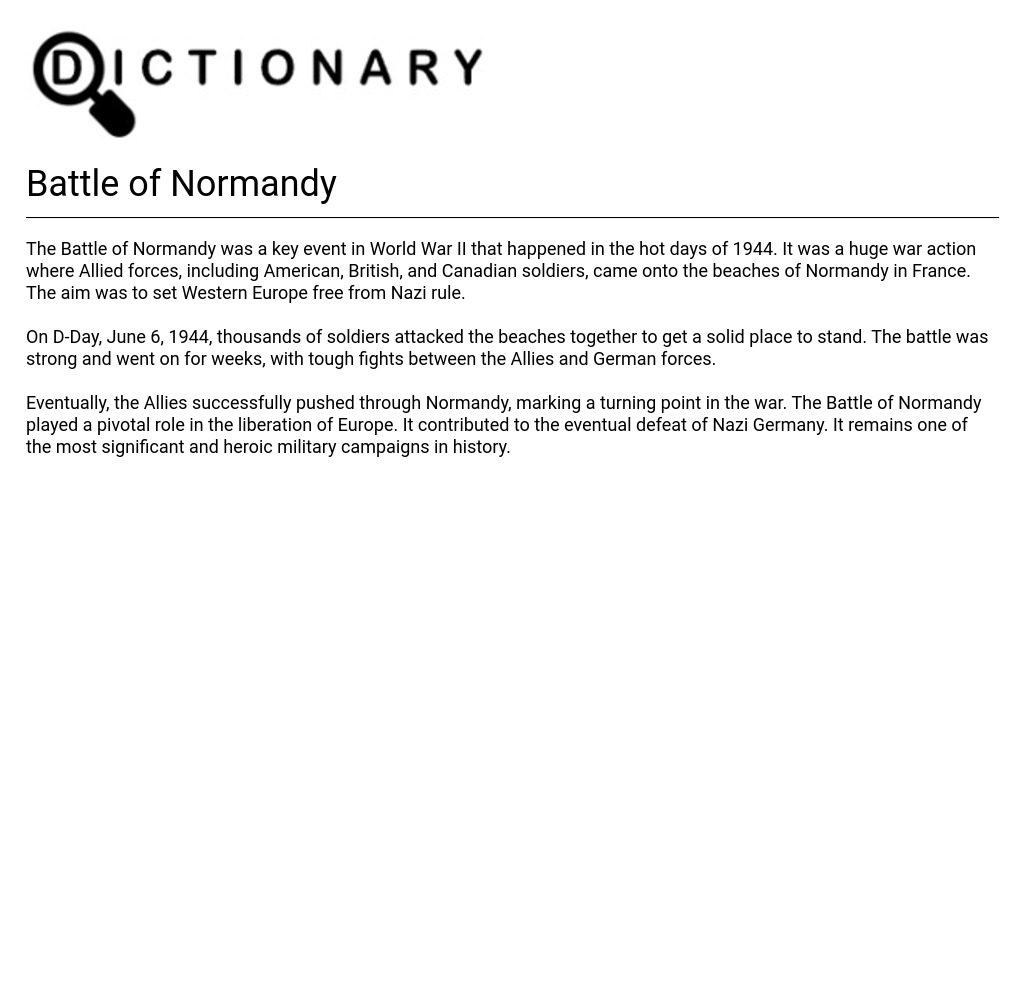 DICTIONARY
Battle of Normandy
The Battle of Normandy was a key event in World War II that happened in the hot days of 1944. It was a huge war action
where Allied forces, including American, British, and Canadian soldiers, came onto the beaches of Normandy in France.
The aim was to set Western Europe free from Nazi rule.
On D-Day, June 6, 1944, thousands of soldiers attacked the beaches together to get a solid place to stand. The battle was
strong and went on for weeks, with tough fights between the Allies and German forces.
Eventually, the Allies successfully pushed through Normandy, marking a turning point in the war. The Battle of Normandy
played a pivotal role in the liberation of Europe. It contributed to the eventual defeat of Nazi Germany. It remains one of
the most significant and heroic military campaigns in history.